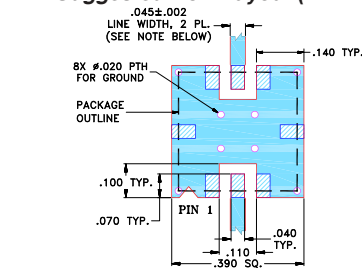 .045±.002
LINE WIDTH, 2 PL.
(SEE NOTE BELOW)
.140 TYP.
8X ø.020 PTH
FOR GROUND
PACKAGE
OUTLINE
.100 TYP.
.070 TYP.
PIN 1
.040
TYP.
.110
.390 SQ.